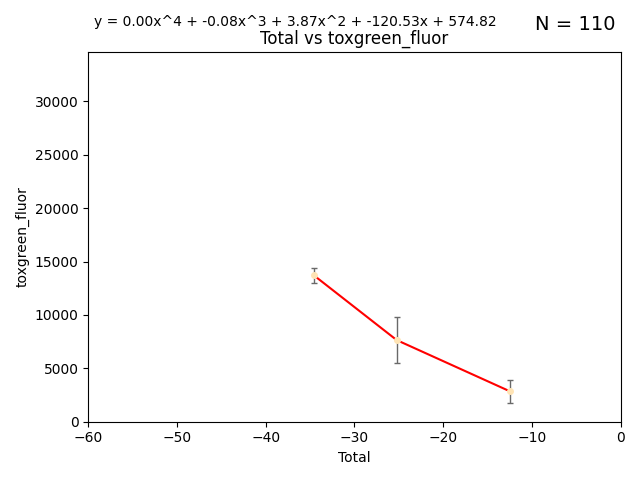 y = 0.00x^4 + -0.08x^3 + 3.87x^2 + -120.53x + 574.82
N = 110
Total vs toxgreen_fluor
30000
25000
20000
15000
10000
5000
0
toxgreen_fluor
−60
−50
−40
−30
−20
−10
0
Total